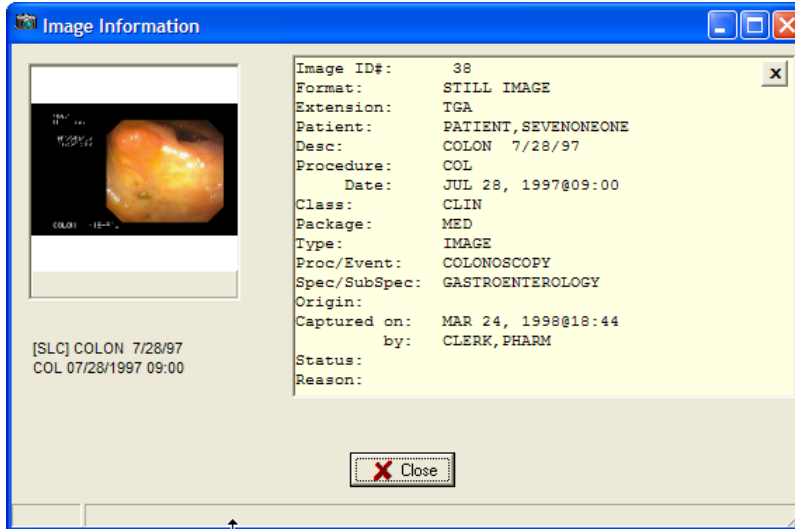 Image Information
Image ID#: 38
Format: STILL IMAGE
Extension: TGA
Patient: PATIENT,SEVENONEONE
Desc: COLON 7/28/97
Procedure: COL
Date: JUL 28, 1997@09:00
Class: CLIN
Package: MED
Type: IMAGE
Proc/Event: COLONOSCOPY
Spec/SubSpec: GASTROENTEROLOGY
Origin:
Captured on: MAR 24, 1998@18:44
by: CLERK,PHARM
Status:
Reason:
COLON
[SLC] COLON 7/28/97
COL 07/28/1997 09:00
Close